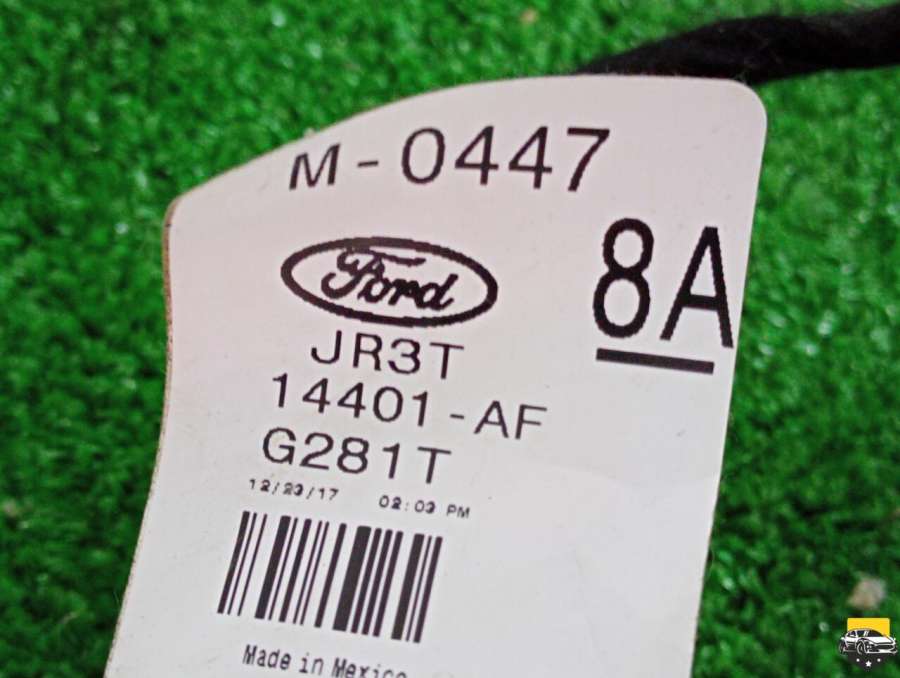 M-0447
8A
Ford
JR3T
14401-AF
G281T
12/23/17 02:03 PM
Made in Mexico